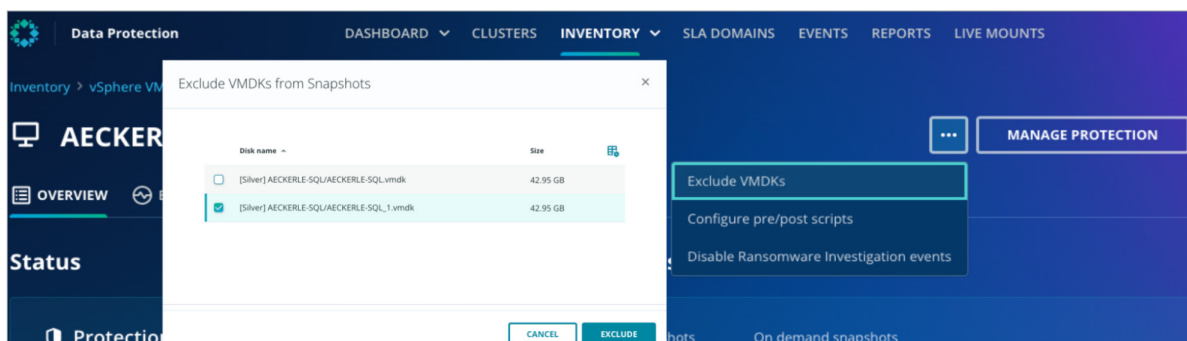 Data Protection
DASHBOARD CLUSTERS INVENTORY SLA DOMAINS EVENTS REPORTS LIVE MOUNTS
Inventory > vSphere VM
Exclude VMDKs from Snapshots ×
AECKER
... MANAGE PROTECTION
Disk name Size
[Silver] AECKERLE-SQL/AECKERLE-SQL.vmdk 42.95 GB
[Silver] AECKERLE-SQL/AECKERLE-SQL_1.vmdk 42.95 GB
OVERVIEW
Exclude VMDKs
Configure pre/post scripts
Disable Ransomware Investigation events
Status
CANCEL EXCLUDE
Protection
hots On demand snapshots